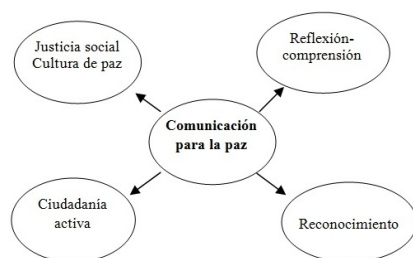 Justicia social
Cultura de paz
Reflexión-
comprensión
Comunicación
para la paz
Ciudadanía
activa
Reconocimiento